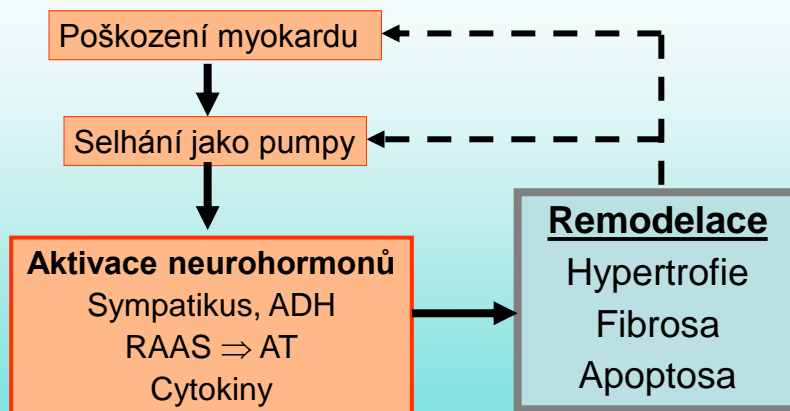 Poškození myokardu
Selhání jako pumpy
Aktivace neurohormonů
Sympatikus, ADH
RAAS ⇒ AT
Cytokiny
Remodelace
Hypertrofie
Fibrosa
Apoptosa